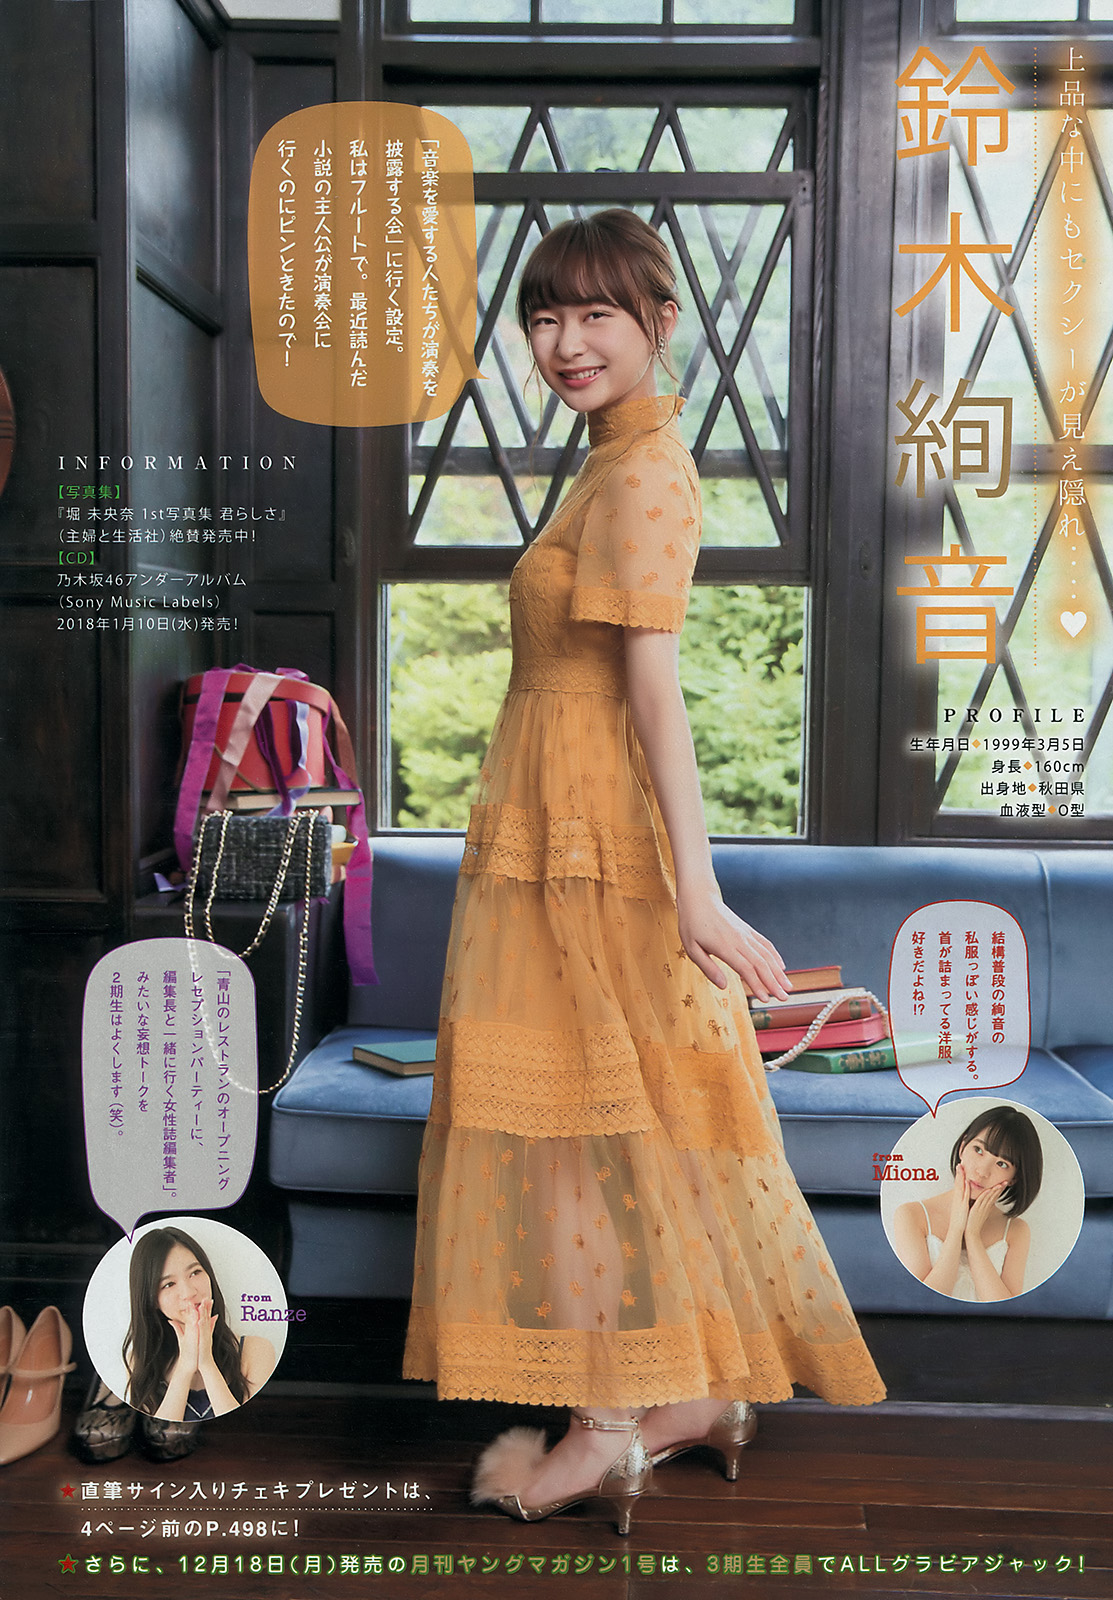 上品な中にもセクシーが見え隠れ……♥
鈴木絢音
PROFILE
生年月日◆1999年3月5日
身長◆160cm
出身地◆秋田県
血液型◆O型
「音楽を愛する人たちが演奏を
披露する会」に行く設定。
私はフルートで。最近読んだ
小説の主人公が演奏会に
行くのにピンときたので！
INFORMATION
【写真集】
『堀 未央奈 1st写真集 君らしさ』
（主婦と生活社）絶賛発売中！
【CD】
乃木坂46アンダーアルバム
（Sony Music Labels）
2018年1月10日(水)発売！
結構普段の絢音の
私服っぽい感じがする。
首が詰まってる洋服、
好きだよね!?
from
Miona
「青山のレストランのオープニング
レセプションパーティーに、
編集長と一緒に行く女性誌編集者」。
みたいな妄想トークを
2期生はよくします（笑）。
from
Ranze
★直筆サイン入りチェキプレゼントは、
4ページ前のP.498に！
★さらに、12月18日(月)発売の月刊ヤングマガジン1号は、3期生全員でALLグラビアジャック！